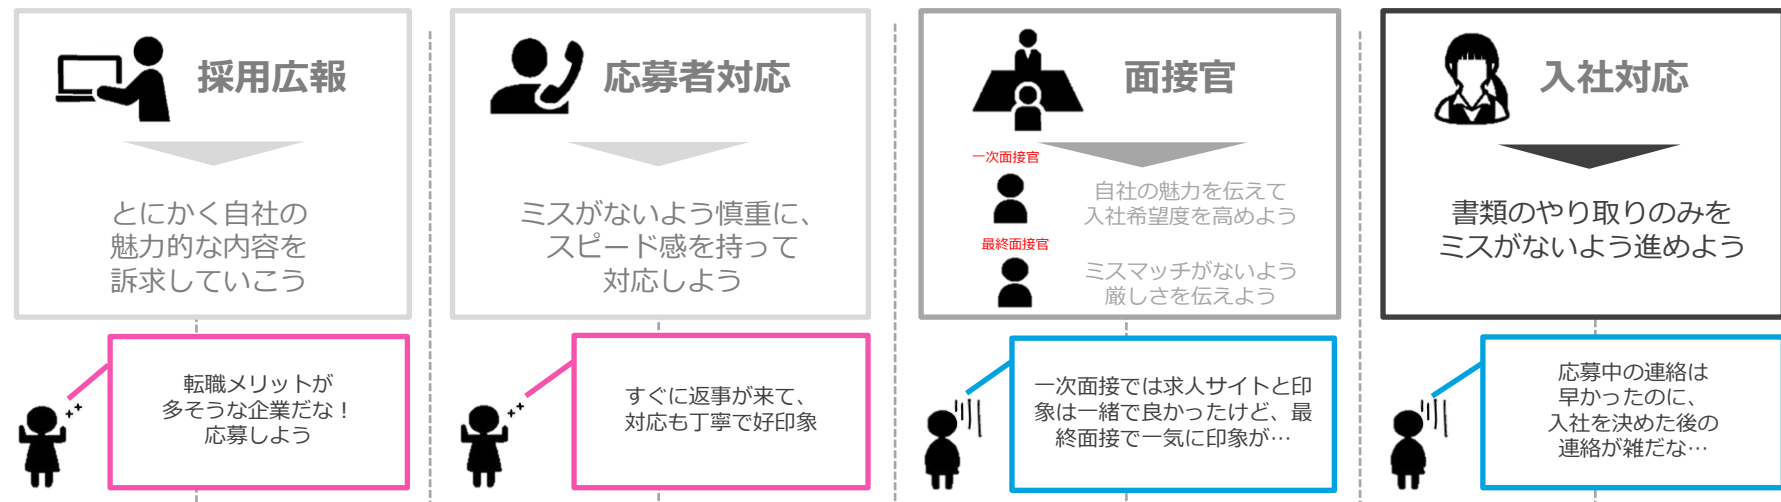 採用広報
とにかく自社の
魅力的な内容を
訴求していこう
転職メリットが
多そうな企業だな！
応募しよう
応募者対応
ミスがないよう慎重に、
スピード感を持って
対応しよう
すぐに返事が来て、
対応も丁寧で好印象
面接官
一次面接官
自社の魅力を伝えて
入社希望度を高めよう
最終面接官
ミスマッチがないよう
厳しさを伝えよう
一次面接では求人サイトと印
象は一緒で良かったけど、最
終面接で一気に印象が…
入社対応
書類のやり取りのみを
ミスがないよう進めよう
応募中の連絡は
早かったのに、
入社を決めた後の
連絡が雑だな…